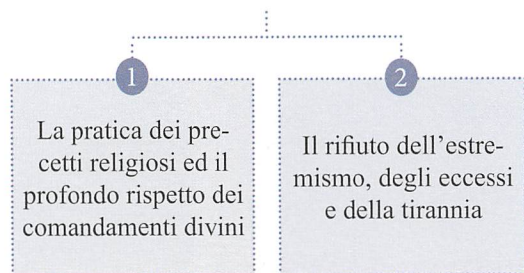 1
La pratica dei pre-
cetti religiosi ed il
profondo rispetto dei
comandamenti divini
2
Il rifiuto dell'estre-
mismo, degli eccessi
e della tirannia